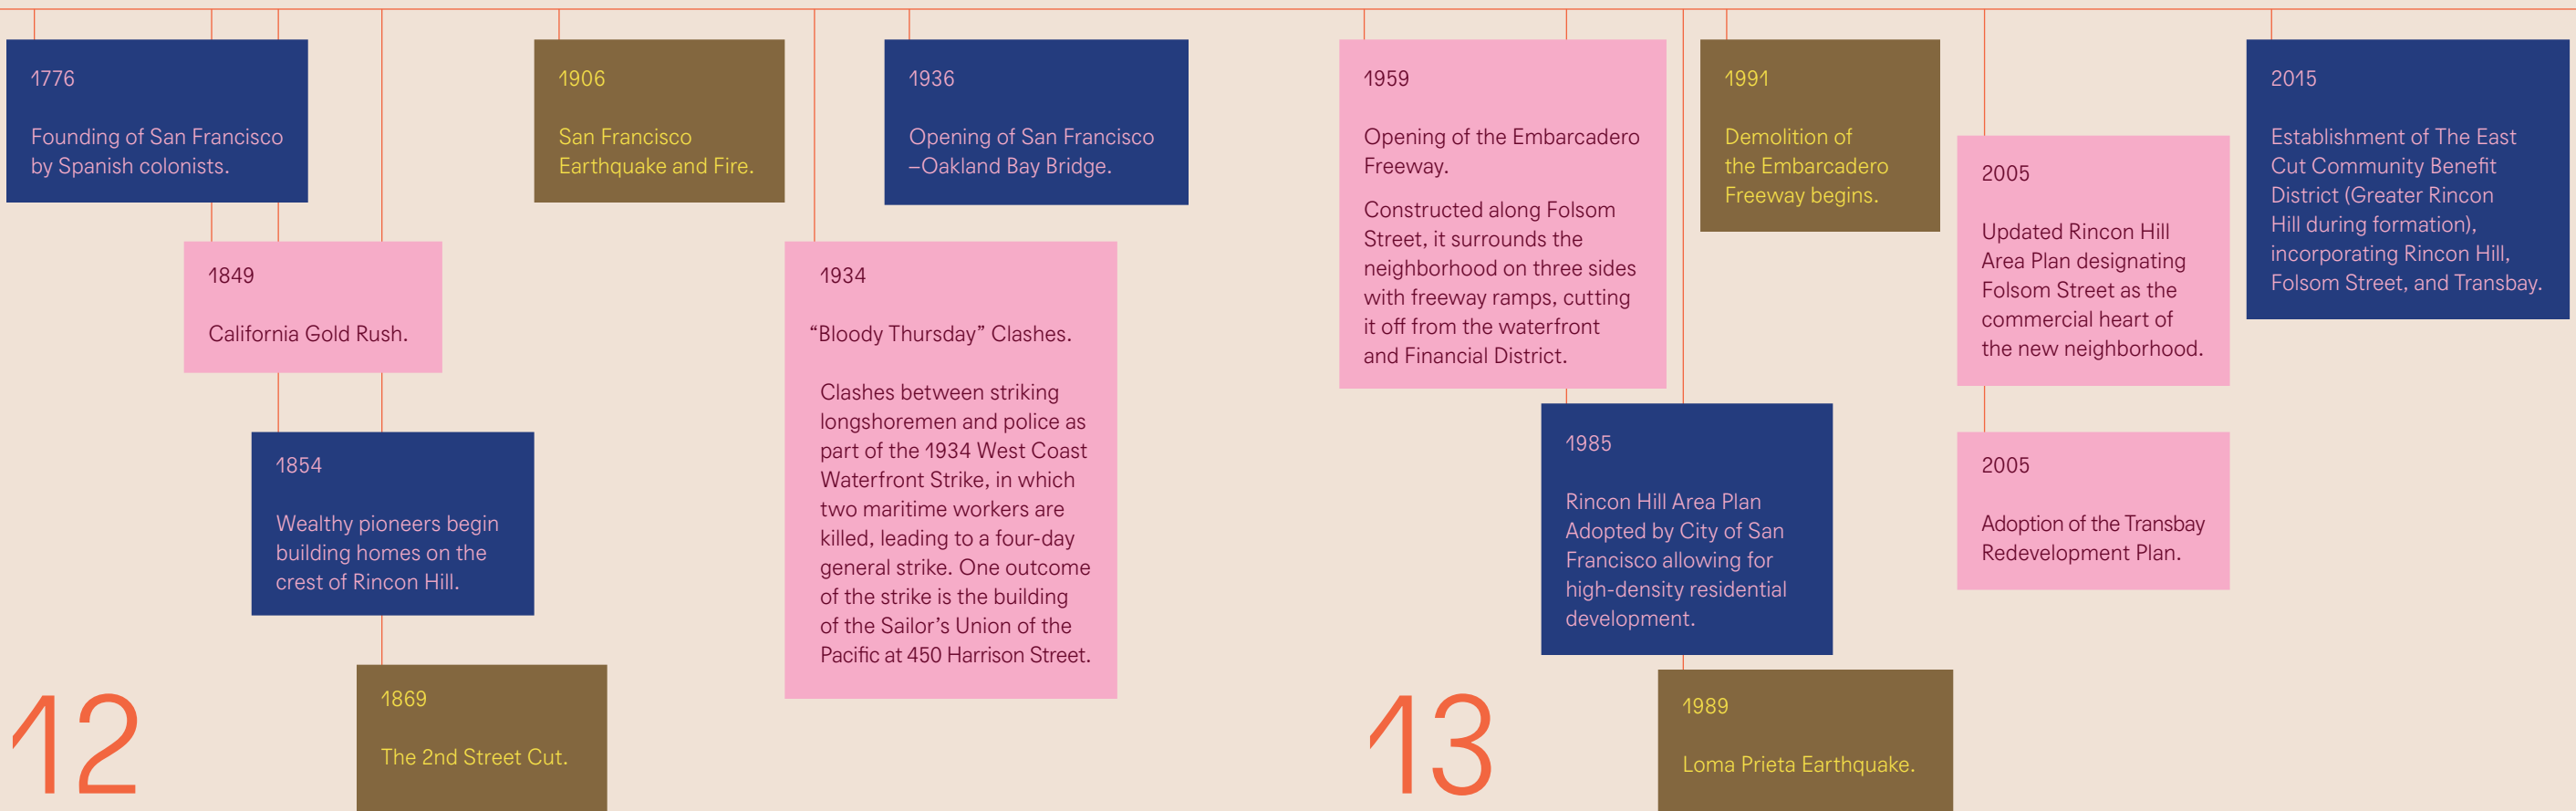 1776
Founding of San Francisco
by Spanish colonists.
1849
California Gold Rush.
1854
Wealthy pioneers begin
building homes on the
crest of Rincon Hill.
1869
The 2nd Street Cut.
1906
San Francisco
Earthquake and Fire.
1934
“Bloody Thursday” Clashes.
Clashes between striking
longshoremen and police as
part of the 1934 West Coast
Waterfront Strike, in which
two maritime workers are
killed, leading to a four-day
general strike. One outcome
of the strike is the building
of the Sailor’s Union of the
Pacific at 450 Harrison Street.
1936
Opening of San Francisco
–Oakland Bay Bridge.
12
1959
Opening of the Embarcadero
Freeway.
Constructed along Folsom
Street, it surrounds the
neighborhood on three sides
with freeway ramps, cutting
it off from the waterfront
and Financial District.
1985
Rincon Hill Area Plan
Adopted by City of San
Francisco allowing for
high-density residential
development.
1989
Loma Prieta Earthquake.
1991
Demolition of
the Embarcadero
Freeway begins.
2005
Updated Rincon Hill
Area Plan designating
Folsom Street as the
commercial heart of
the new neighborhood.
2005
Adoption of the Transbay
Redevelopment Plan.
2015
Establishment of The East
Cut Community Benefit
District (Greater Rincon
Hill during formation),
incorporating Rincon Hill,
Folsom Street, and Transbay.
13